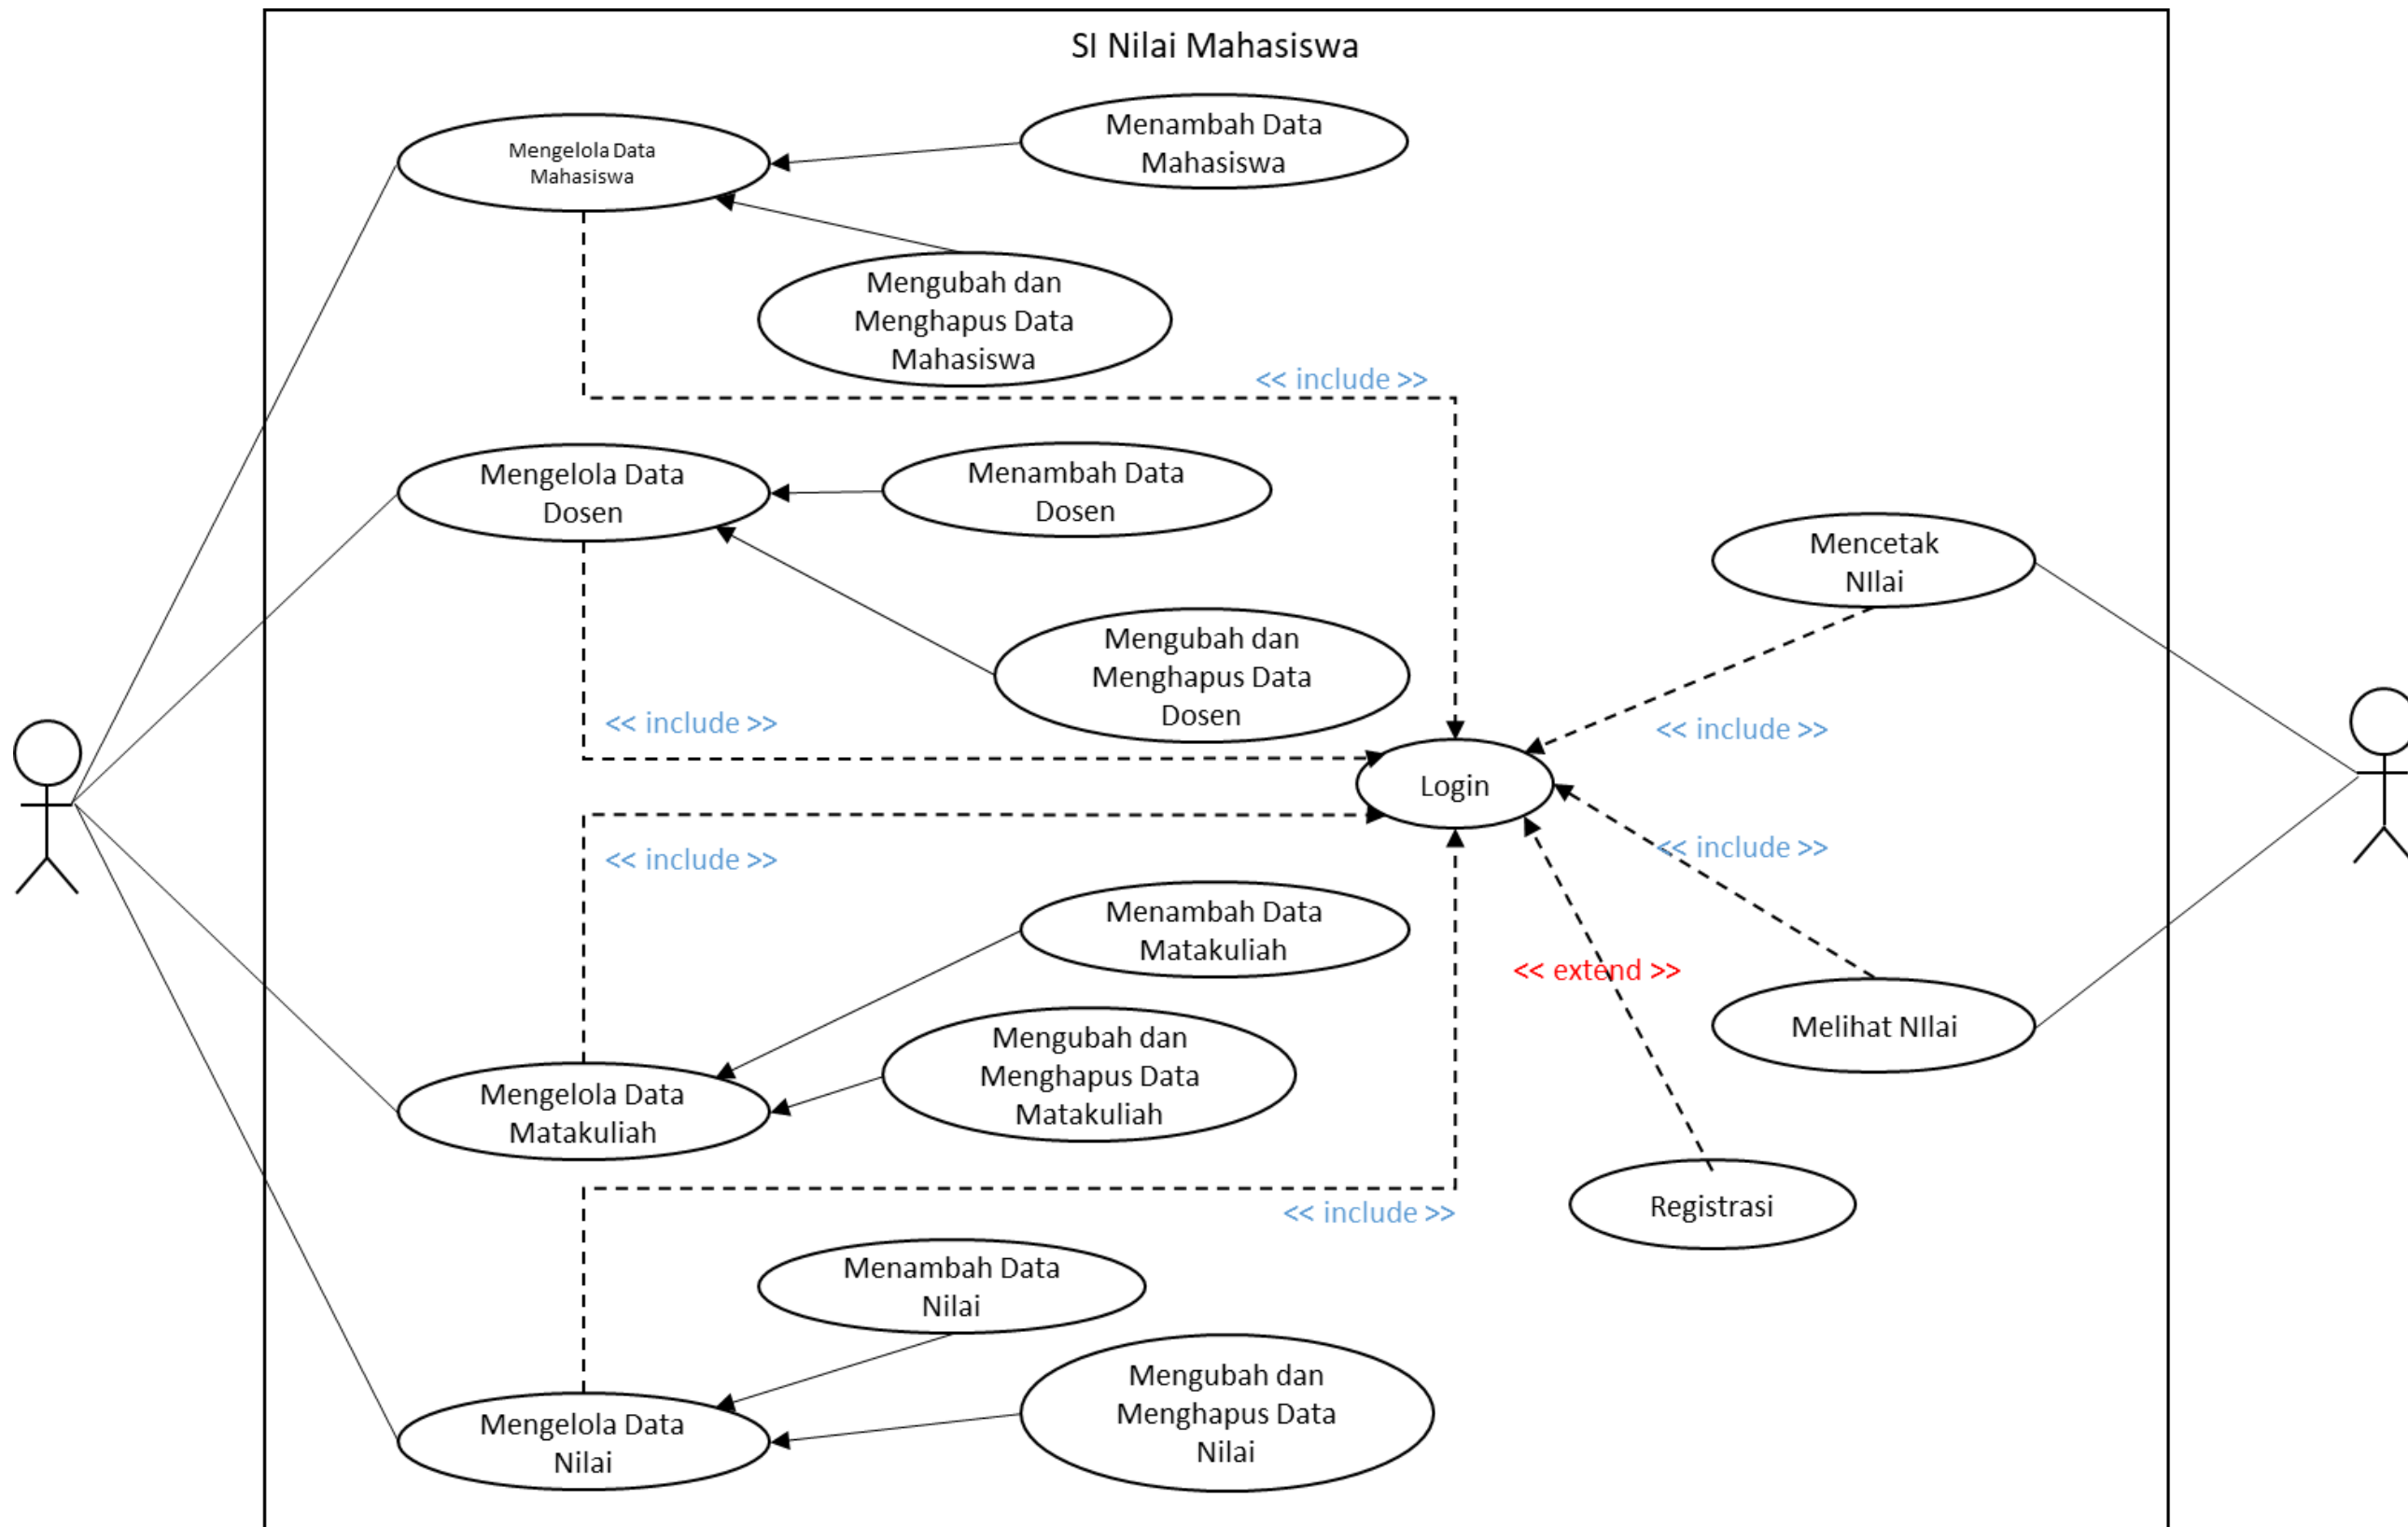 SI Nilai Mahasiswa
Mengelola Data
Mahasiswa
Menambah Data
Mahasiswa
Mengubah dan
Menghapus Data
Mahasiswa
<< include >>
Mengelola Data
Dosen
Menambah Data
Dosen
Mengubah dan
Menghapus Data
Dosen
<< include >>
Mencetak
NIlai
<< include >>
Login
<< include >>
<< include >>
Menambah Data
Matakuliah
<< extend >>
Melihat NIlai
Mengubah dan
Menghapus Data
Matakuliah
Mengelola Data
Matakuliah
Registrasi
<< include >>
Menambah Data
Nilai
Mengubah dan
Menghapus Data
Nilai
Mengelola Data
Nilai